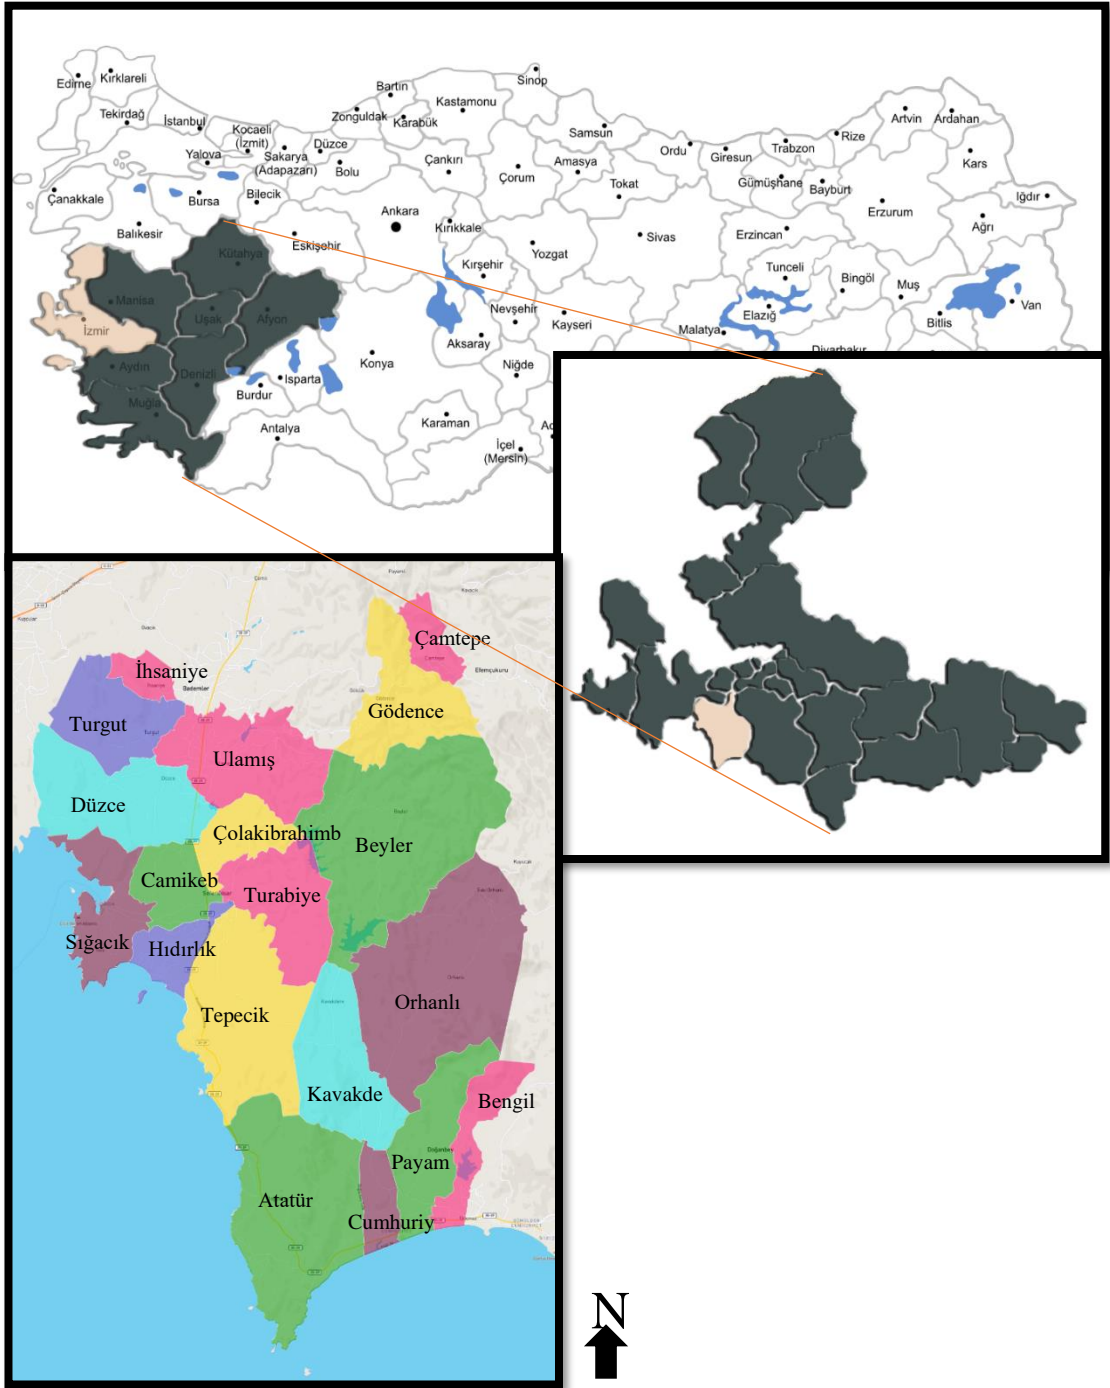 Sinop
Edirne
Kırklareli
Bartın
Kastamonu
Tekirdağ
İstanbul
Zonguldak
Karabük
Artvin
Ardahan
Kocaeli
(İzmit)
Samsun
Rize
Yalova
Sakarya
(Adapazarı)
Düzce
Bolu
Çankırı
Çorum
Amasya
Ordu
Giresun
Trabzon
Kars
Çanakkale
Bursa
Bilecik
Tokat
Gümüşhane
Bayburt
Iğdır
Ankara
Erzurum
Balıkesir
Eskişehir
Kırıkkale
Yozgat
Sivas
Erzincan
Ağrı
Kütahya
Kırşehir
Tunceli
Bingöl
Muş
Manisa
Uşak
Afyon
Nevşehir
Kayseri
Elazığ
Van
İzmir
Aksaray
Malatya
Bitlis
Aydın
Denizli
Isparta
Konya
Niğde
Diyarbakır
Burdur
Muğla
Antalya
Karaman
İçel
(Mersin)
Çamtepe
İhsaniye
Bademler
Efemçukuru
Gödence
Turgut
Ulamış
Düzce
Çolakibrahimb
Beyler
Camikeb
Turabiye
Sığacık
Hıdırlık
Orhanlı
Tepecik
Kavakde
Bengil
Payam
Atatür
Cumhuriy
N